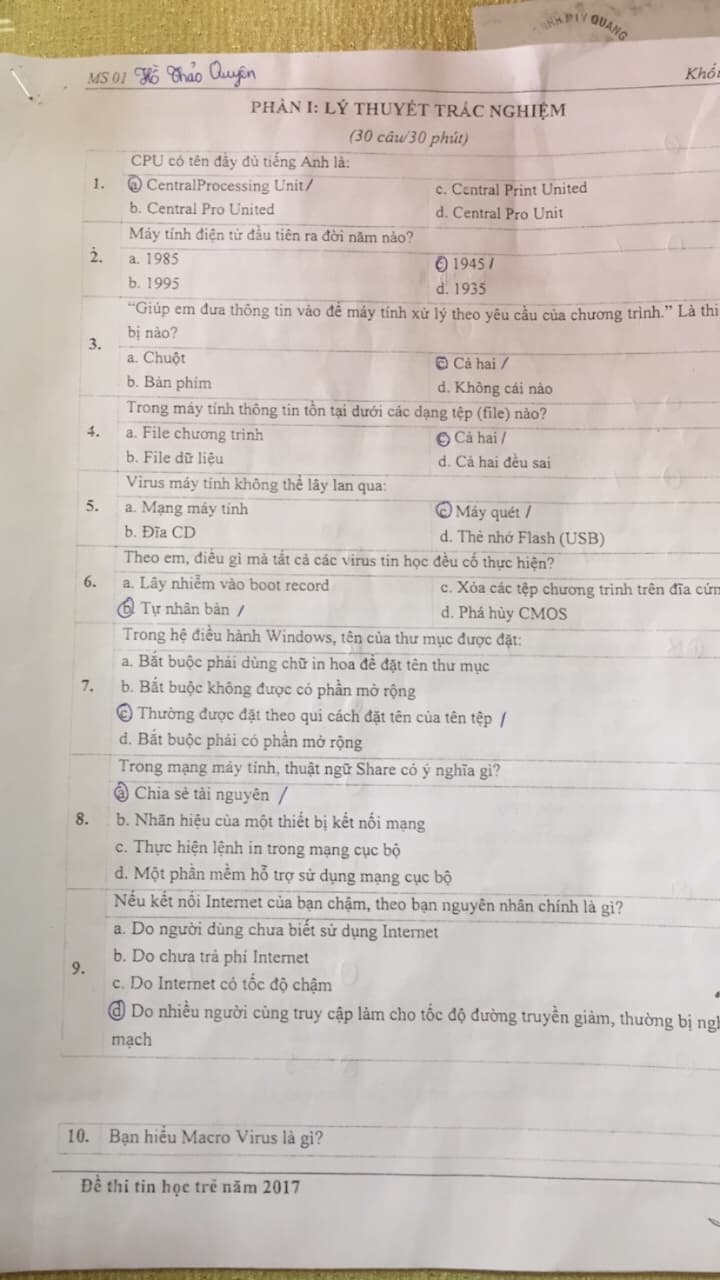 QUANG
MS 01 Hồ Thảo Quyên
PHẦN I: LÝ THUYẾT TRẮC NGHIỆM
(30 câu/30 phút)
CPU có tên đầy đủ tiếng Anh là:
1. a CentralProcessing Unit / c. Central Print United
b. Central Pro United d. Central Pro Unit
Máy tính điện tử đầu tiên ra đời năm nào?
2. a. 1985 c 1945 /
b. 1995 d. 1935
“Giúp em đưa thông tin vào để máy tính xử lý theo yêu cầu của chương trình.” Là thi
bị nào?
3.
a. Chuột c Cả hai /
b. Bàn phím d. Không cái nào
Trong máy tính thông tin tồn tại dưới các dạng tệp (file) nào?
4. a. File chương trình c Cả hai /
b. File dữ liệu d. Cả hai đều sai
Virus máy tính không thể lây lan qua:
5. a. Mạng máy tính c Máy quét /
b. Đĩa CD d. Thẻ nhớ Flash (USB)
Theo em, điều gì mà tất cả các virus tin học đều cố thực hiện?
6. a. Lây nhiễm vào boot record c. Xóa các tệp chương trình trên đĩa cứn
b Tự nhân bản / d. Phá hủy CMOS
Trong hệ điều hành Windows, tên của thư mục được đặt:
a. Bắt buộc phải dùng chữ in hoa để đặt tên thư mục
7. b. Bắt buộc không được có phần mở rộng
c Thường được đặt theo qui cách đặt tên của tên tệp /
d. Bắt buộc phải có phần mở rộng
Trong mạng máy tính, thuật ngữ Share có ý nghĩa gì?
a Chia sẻ tài nguyên /
8. b. Nhãn hiệu của một thiết bị kết nối mạng
c. Thực hiện lệnh in trong mạng cục bộ
d. Một phần mềm hỗ trợ sử dụng mạng cục bộ
Nếu kết nối Internet của bạn chậm, theo bạn nguyên nhân chính là gì?
a. Do người dùng chưa biết sử dụng Internet
b. Do chưa trả phí Internet
9.
c. Do Internet có tốc độ chậm
d Do nhiều người cùng truy cập làm cho tốc độ đường truyền giảm, thường bị ngh
mạch
10. Bạn hiểu Macro Virus là gì?
Đề thi tin học trẻ năm 2017